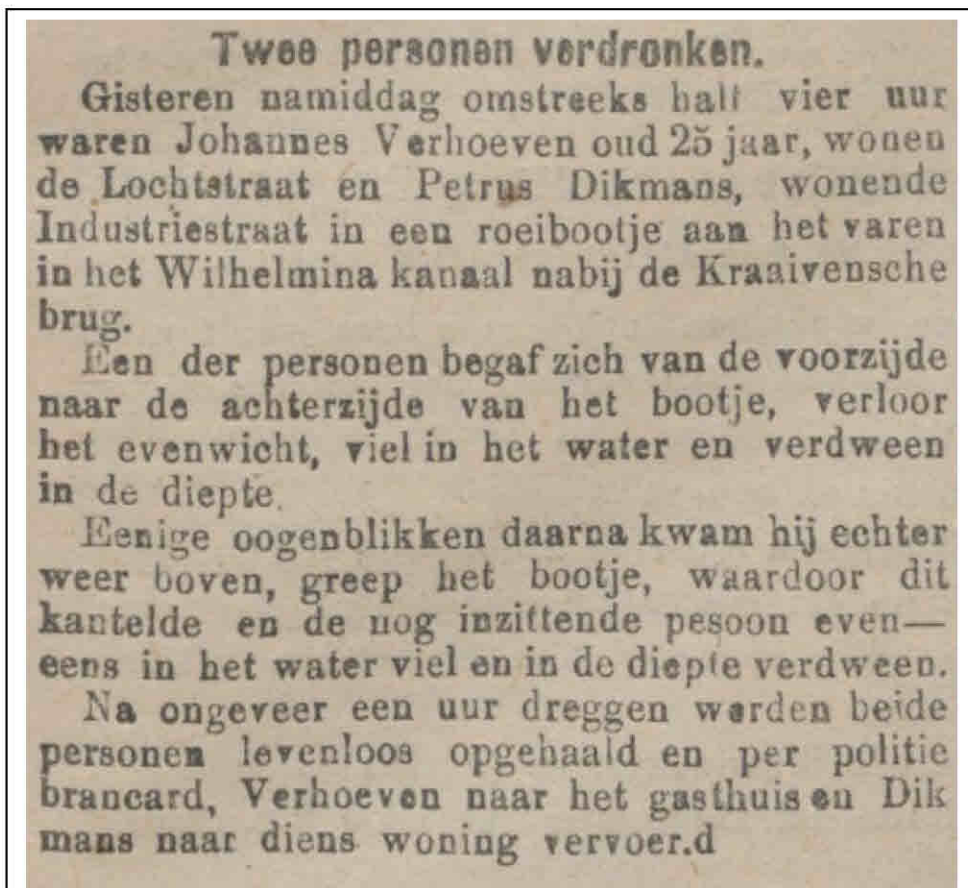 Twee personen verdronken.
Gisteren namiddag omstreeks half vier uur
waren Johannes Verhoeven oud 25 jaar, wonen
de Lochtstraat en Petrus Dikmans, wonende
Industriestraat in een roeibootje aan het varen
in het Wilhelmina kanaal nabij de Kraaivensche
brug.
Een der personen begaf zich van de voorzijde
naar de achterzijde van het bootje, verloor
het evenwicht, viel in het water en verdween
in de diepte.
Eenige oogenblikken daarna kwam hij echter
weer boven, greep het bootje, waardoor dit
kantelde en de nog inzittende pesoon even—
eens in het water viel en in de diepte verdween.
Na ongeveer een uur dreggen werden beide
personen levenloos opgehaald en per politie
brancard, Verhoeven naar het gasthuis en Dik
mans naar diens woning vervoer.d